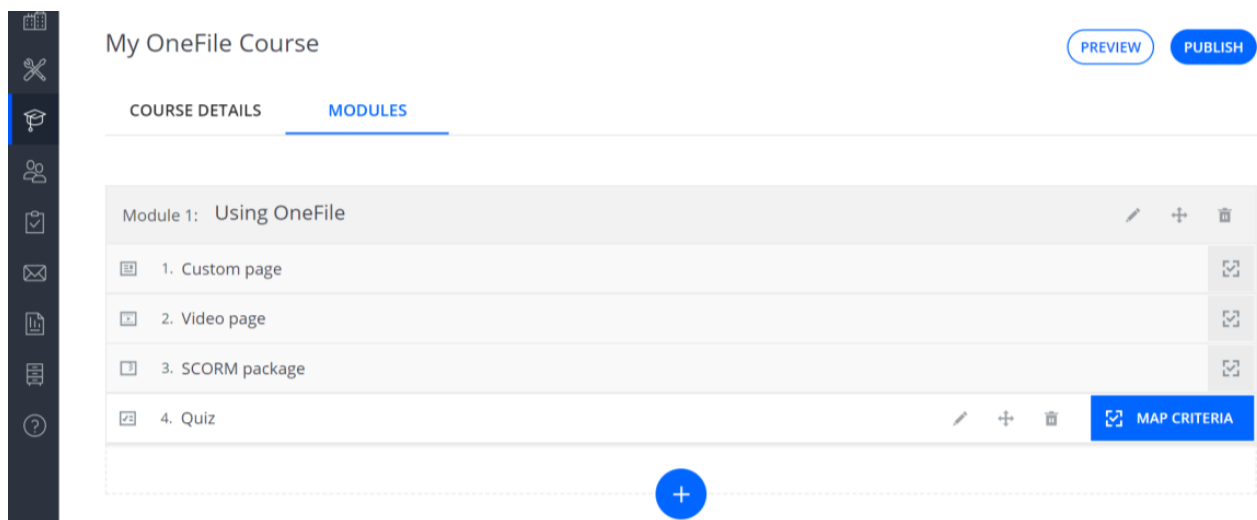 My OneFile Course
PREVIEW
PUBLISH
COURSE DETAILS
MODULES
Module 1: Using OneFile
1. Custom page
2. Video page
3. SCORM package
4. Quiz
MAP CRITERIA